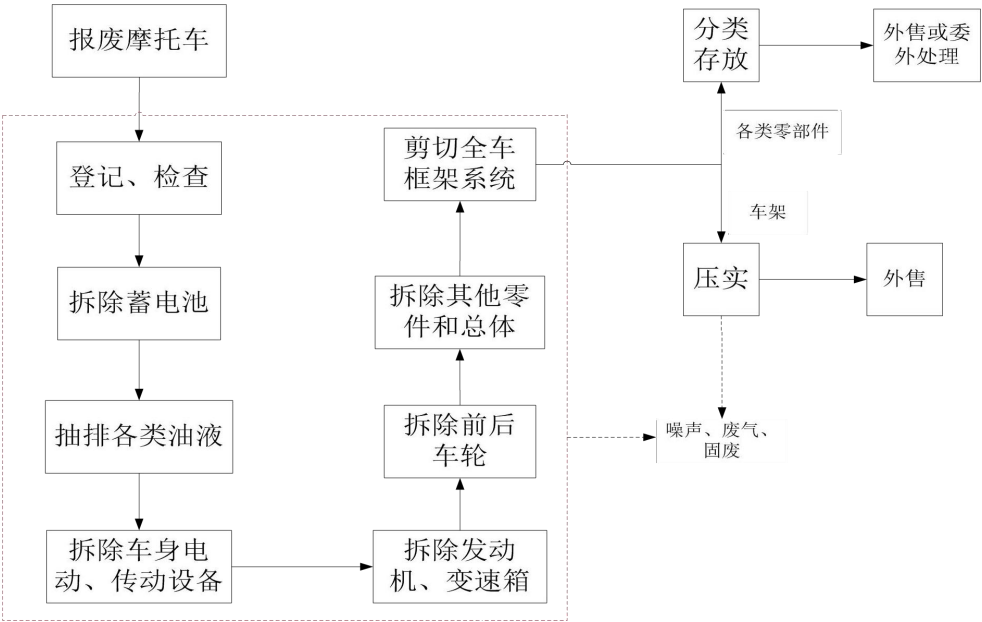 报废摩托车
登记、检查
拆除蓄电池
抽排各类油液
拆除车身电
动、传动设备
拆除发动
机、变速箱
拆除前后
车轮
拆除其他零
件和总体
剪切全车
框架系统
各类零部件
分类
存放
外售或委
外处理
车架
压实
外售
噪声、废气、
固废